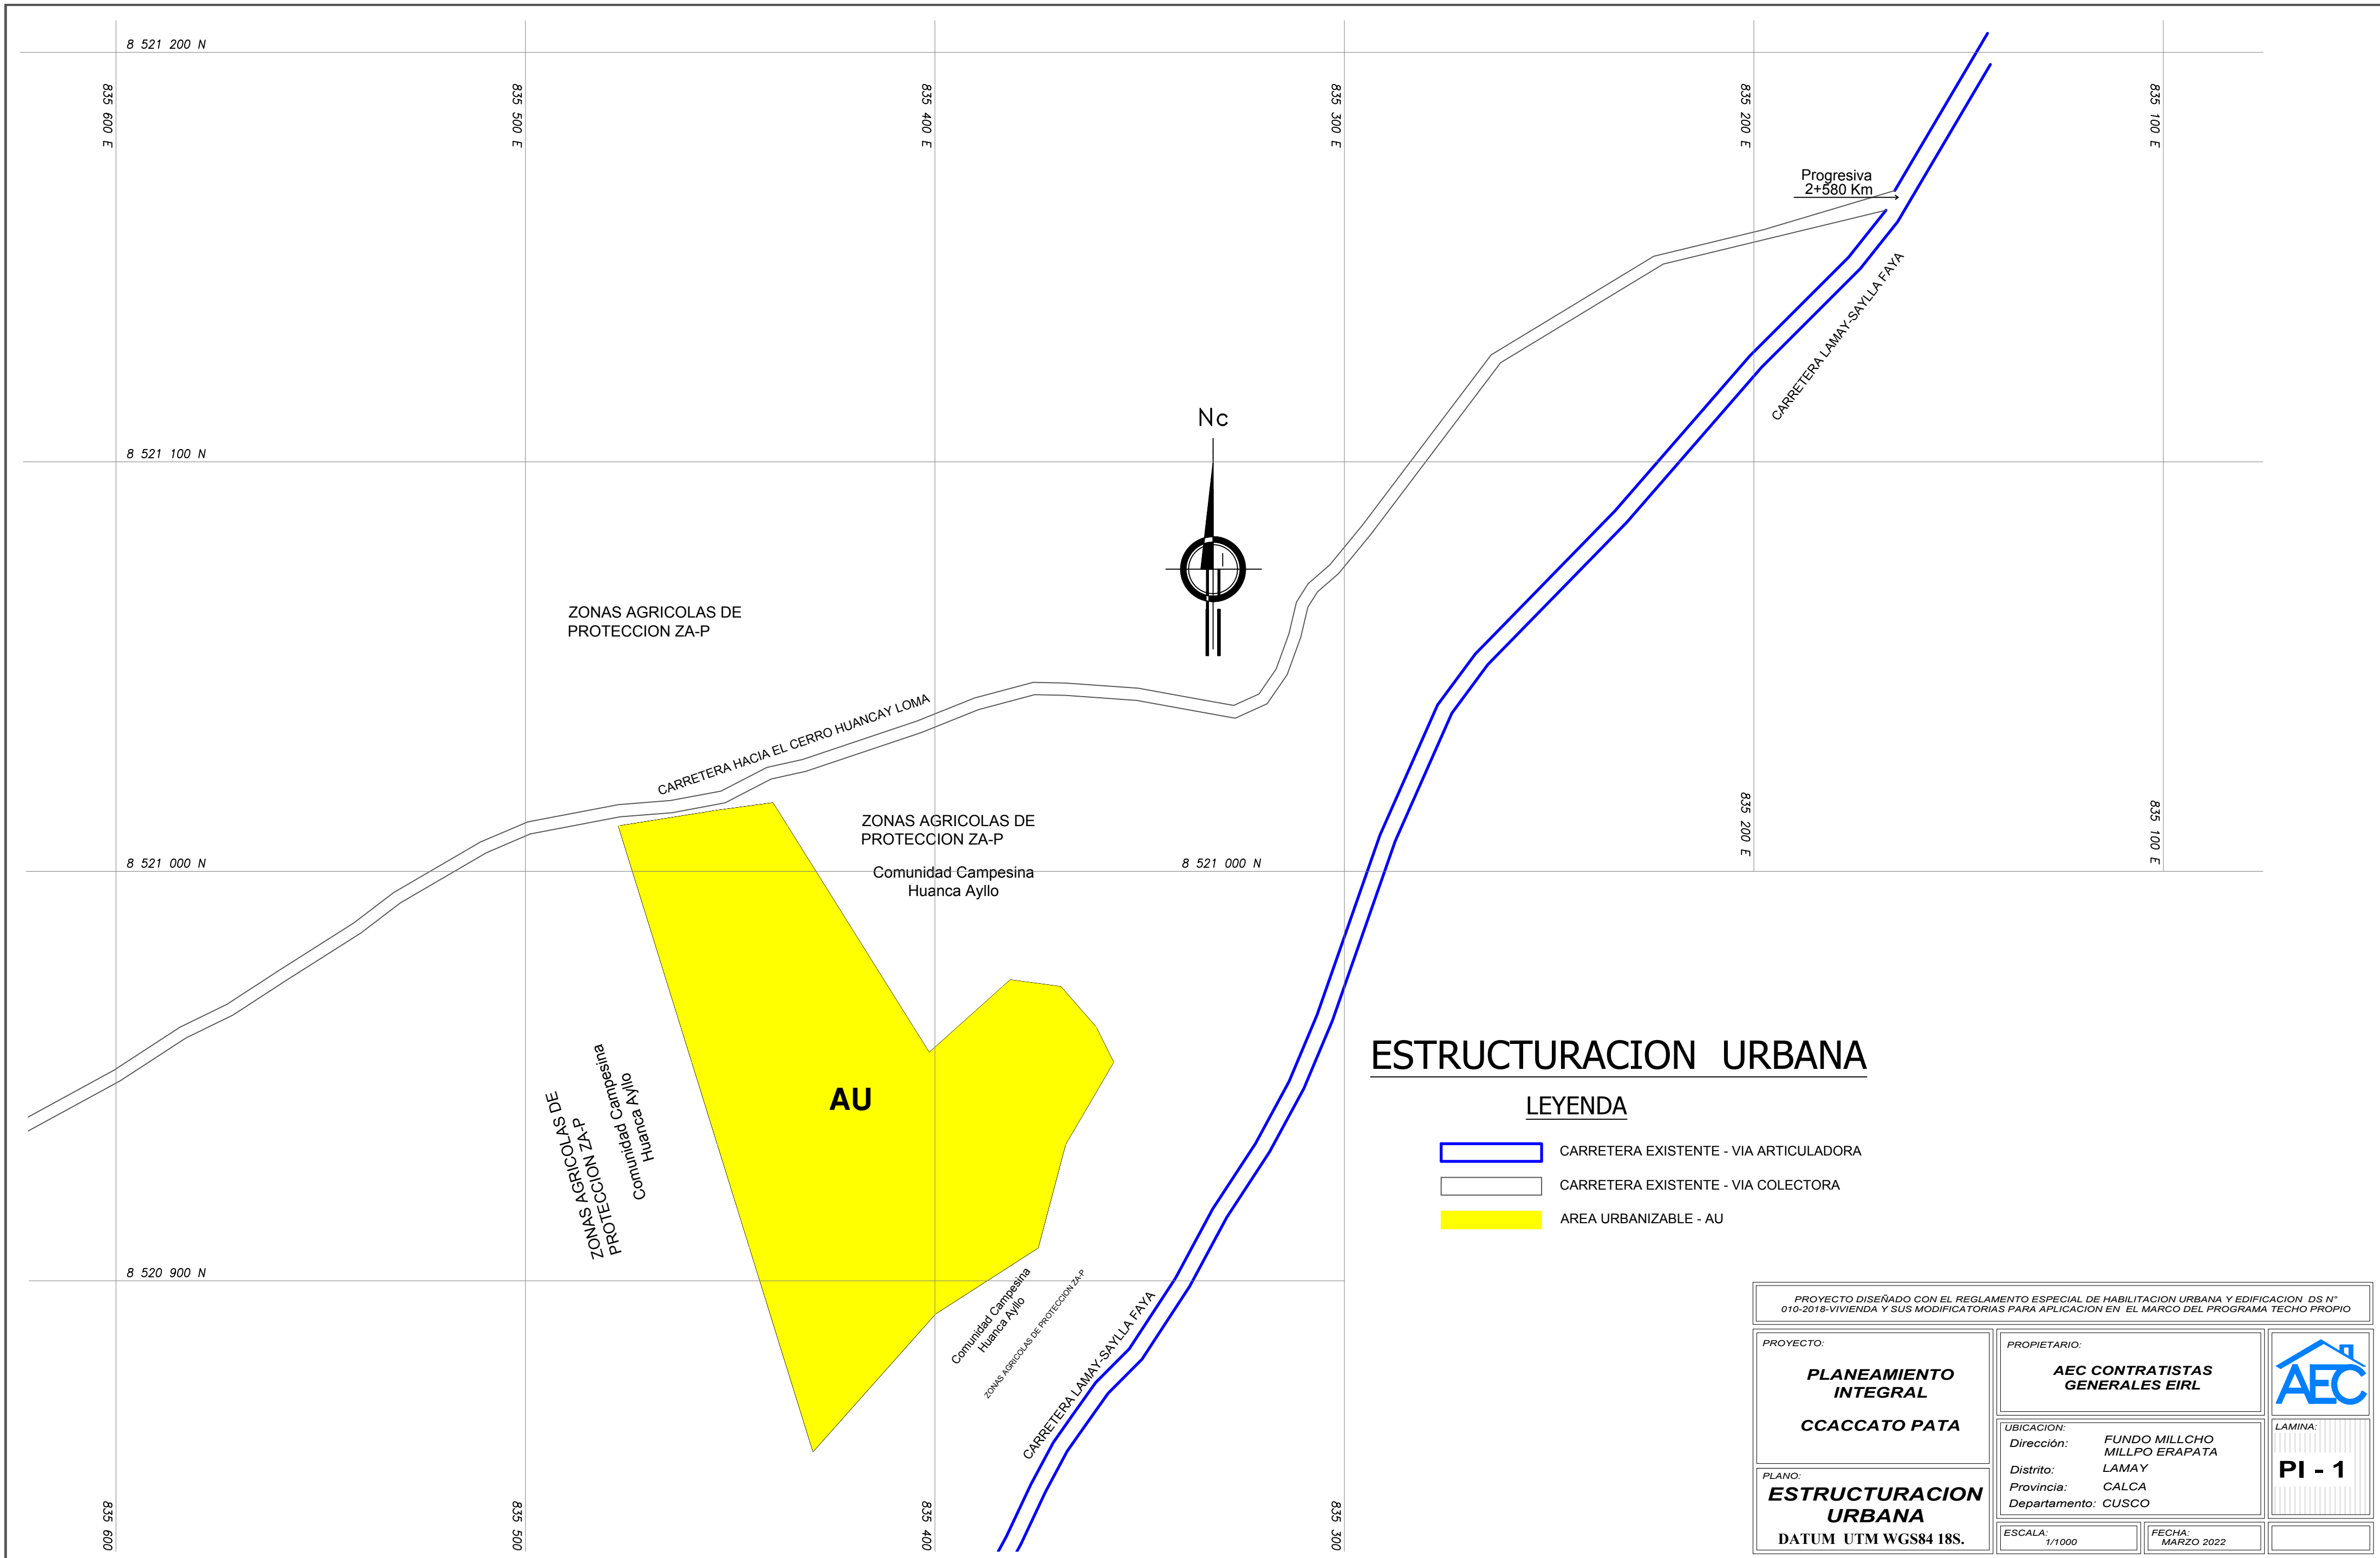 8 521 200 N
835 600 E
835 500 E
835 400 E
835 300 E
835 200 E
835 100 E
Progresiva
2+580 Km
CARRETERA LAMAY-SAYLLA FAYA
8 521 100 N
Nc
ZONAS AGRICOLAS DE
PROTECCION ZA-P
CARRETERA HACIA EL CERRO HUANCAY LOMA
ZONAS AGRICOLAS DE
PROTECCION ZA-P
Comunidad Campesina
Huanca Ayllo
8 521 000 N
8 521 000 N
835 200 E
835 100 E
AU
ZONAS AGRICOLAS DE
PROTECCION ZA-P
Comunidad Campesina
Huanca Ayllo
ESTRUCTURACION URBANA
LEYENDA
CARRETERA EXISTENTE - VIA ARTICULADORA
CARRETERA EXISTENTE - VIA COLECTORA
AREA URBANIZABLE - AU
8 520 900 N
Comunidad Campesina
Huanca Ayllo
ZONAS AGRICOLAS DE PROTECCION ZA-P
CARRETERA LAMAY-SAYLLA FAYA
835 600
835 500
835 400
835 300
PROYECTO DISEÑADO CON EL REGLAMENTO ESPECIAL DE HABILITACION URBANA Y EDIFICACION DS N°
010-2018-VIVIENDA Y SUS MODIFICATORIAS PARA APLICACION EN EL MARCO DEL PROGRAMA TECHO PROPIO
PROYECTO:
PLANEAMIENTO
INTEGRAL
CCACCATO PATA
PROPIETARIO:
AEC CONTRATISTAS
GENERALES EIRL
AEC
UBICACION:
Dirección: FUNDO MILLCHO
MILLPO ERAPATA
Distrito: LAMAY
Provincia: CALCA
Departamento: CUSCO
LAMINA:
PI - 1
PLANO:
ESTRUCTURACION
URBANA
DATUM UTM WGS84 18S.
ESCALA:
1/1000
FECHA:
MARZO 2022